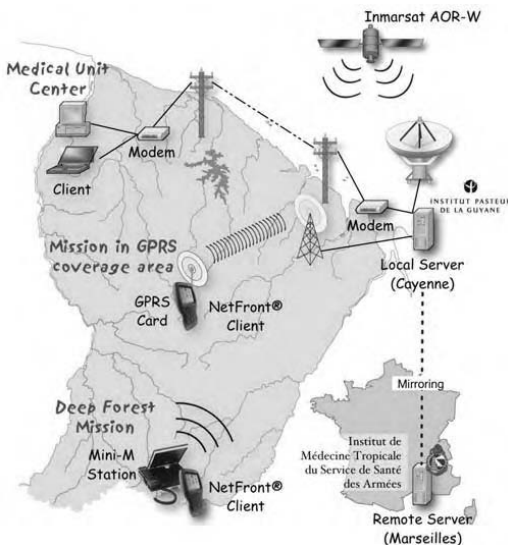 Inmarsat AOR-W
Medical Unit
Center
Modem
Client
INSTITUT PASTEUR
DE LA GUYANE
Modem
Mission in GPRS
coverage area
Local Server
(Cayenne)
GPRS
Card
NetFront®
Client
Mirroring
Deep Forest
Mission
Mini-M
Station
Institut de
Médecine Tropicale
du Service de Santé
des Armées
NetFront®
Client
Remote Server
(Marseilles)